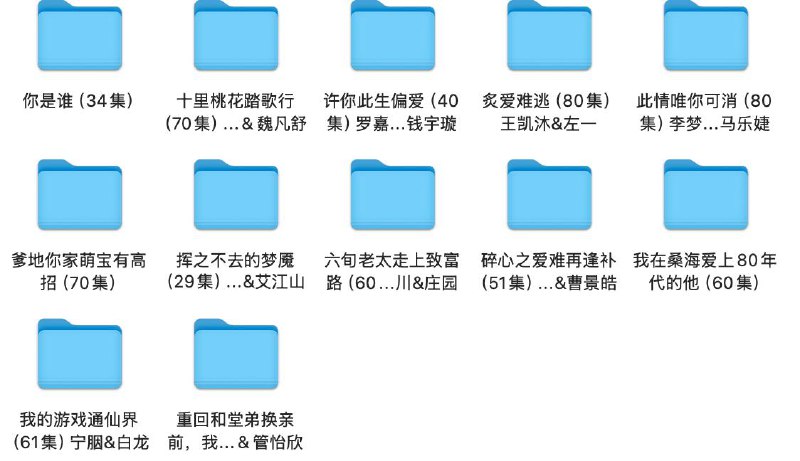 你是谁（34集）
十里桃花踏歌行
（70集）...＆魏凡舒
许你此生偏爱（40
集）罗嘉...钱宇璇
炙爱难逃（80集）
王凯沐&左一
此情唯你可消（80
集）李梦...马乐婕
爹地你家萌宝有高
招（70集）
挥之不去的梦魇
（29集）...&艾江山
六旬老太走上致富
路（60...川&庄园
碎心之爱难再逢补
（51集）...&曹景皓
我在桑海爱上80年
代的他（60集）
我的游戏通仙界
（61集）宁胭&白龙
重回和堂弟换亲
前，我...＆管怡欣